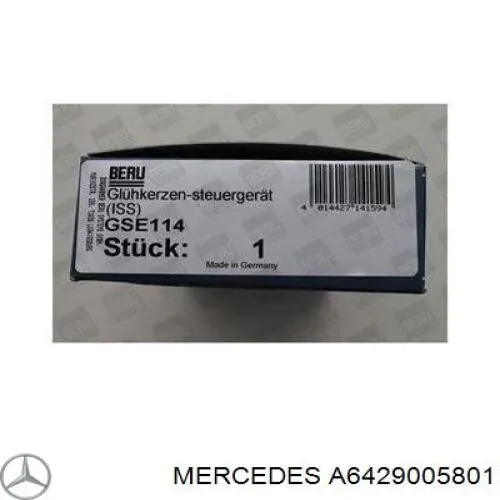 BERU
Glühkerzen-steuergerät
(ISS)
GSE114
Stück: 1
Made in Germany
4 014427 141594
MERCEDES A6429005801